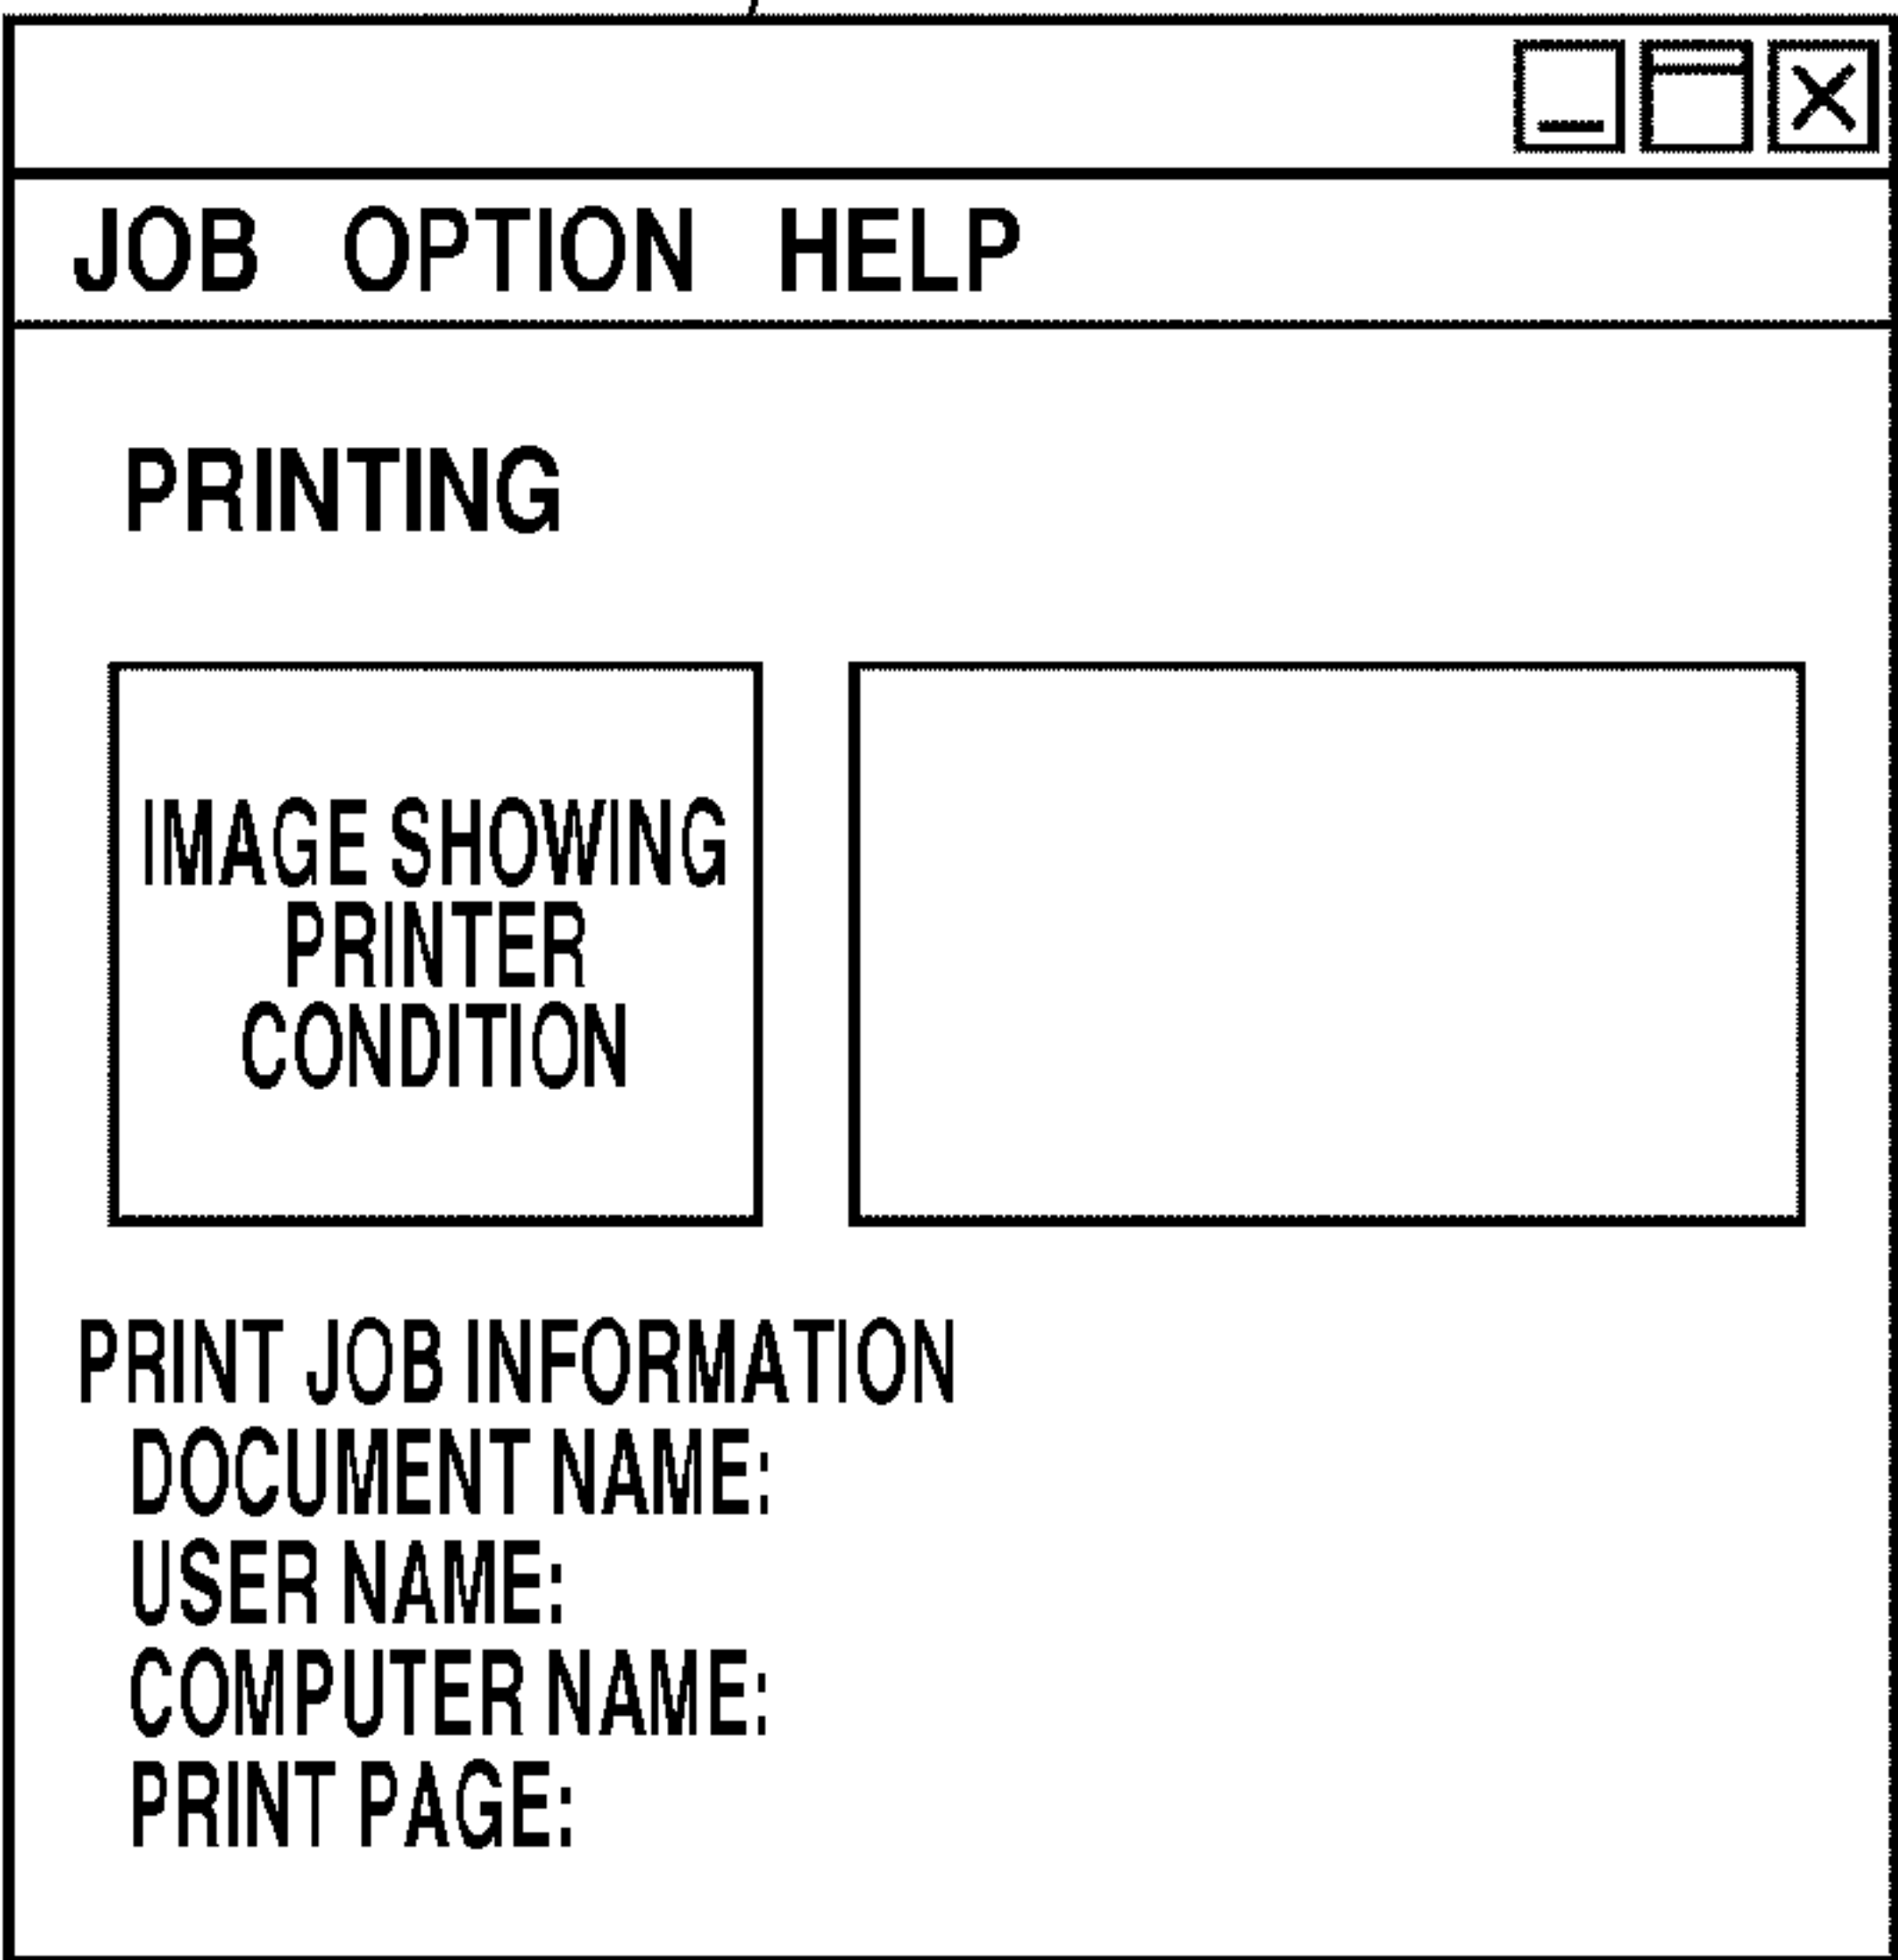 JOB OPTION HELP
PRINTING
IMAGE SHOWING
PRINTER
CONDITION
PRINT JOB INFORMATION
DOCUMENT NAME:
USER NAME:
COMPUTER NAME:
PRINT PAGE: